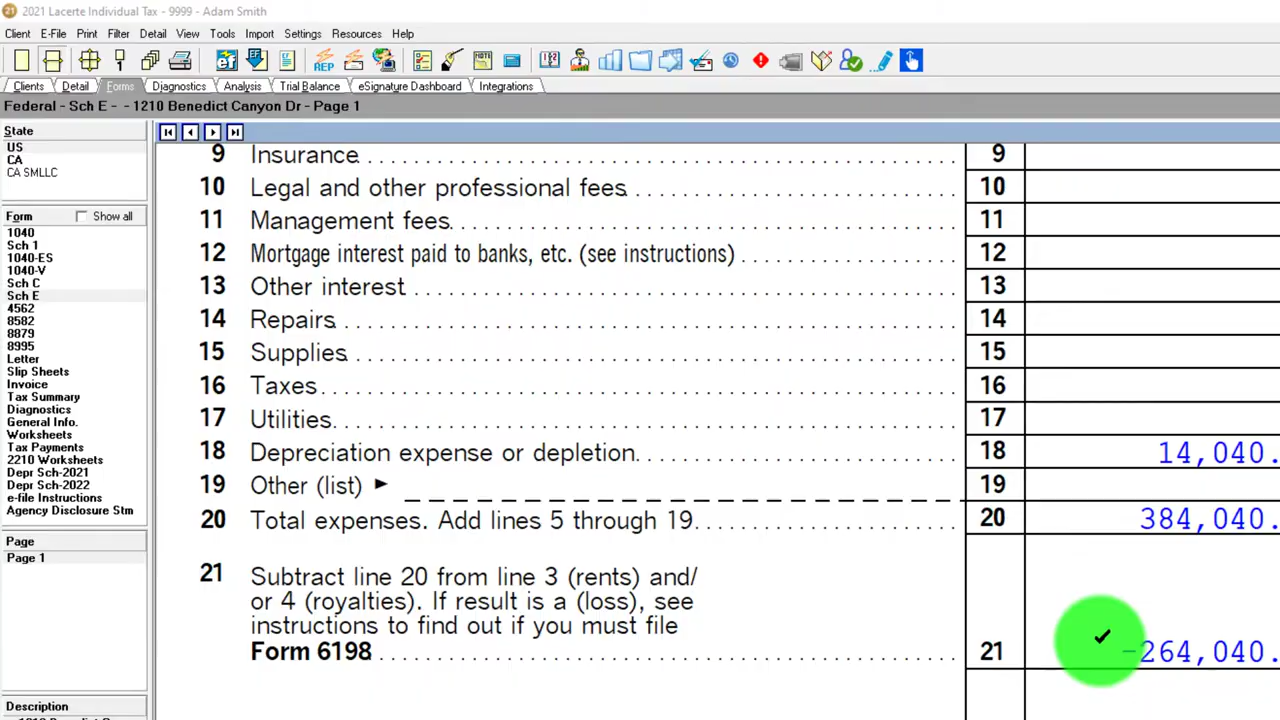 2021 Lacerte Individual Tax - 9999 - Adam Smith
Client E-File Print Filter Detail View Tools Import Settings Resources Help
Clients Detail Forms Diagnostics Analysis Trial Balance eSignature Dashboard Integrations
Federal - Sch E - - 1210 Benedict Canyon Dr - Page 1
State
US
CA
CA SMLLC
Form Show all
1040
Sch 1
1040-ES
1040-V
Sch C
Sch E
4562
8582
8879
8995
Letter
Slip Sheets
Invoice
Tax Summary
Diagnostics
General Info.
Worksheets
Tax Payments
2210 Worksheets
Depr Sch-2021
Depr Sch-2022
e-file Instructions
Agency Disclosure Stm
Page
Page 1
Description
9 Insurance 9
10 Legal and other professional fees 10
11 Management fees 11
12 Mortgage interest paid to banks, etc. (see instructions) 12
13 Other interest 13
14 Repairs 14
15 Supplies 15
16 Taxes 16
17 Utilities 17
18 Depreciation expense or depletion 18 14,040.
19 Other (list) ► 19
20 Total expenses. Add lines 5 through 19 20 384,040.
21 Subtract line 20 from line 3 (rents) and/
or 4 (royalties). If result is a (loss), see
instructions to find out if you must file
Form 6198 21 -264,040.